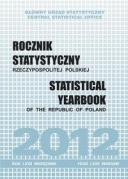 GŁÓWNY URZĄD STATYSTYCZNY
CENTRAL STATISTICAL OFFICE
ROCZNIK
STATYSTYCZNY
RZECZYPOSPOLITEJ POLSKIEJ
STATISTICAL
YEARBOOK
OF THE REPUBLIC OF POLAND
2012